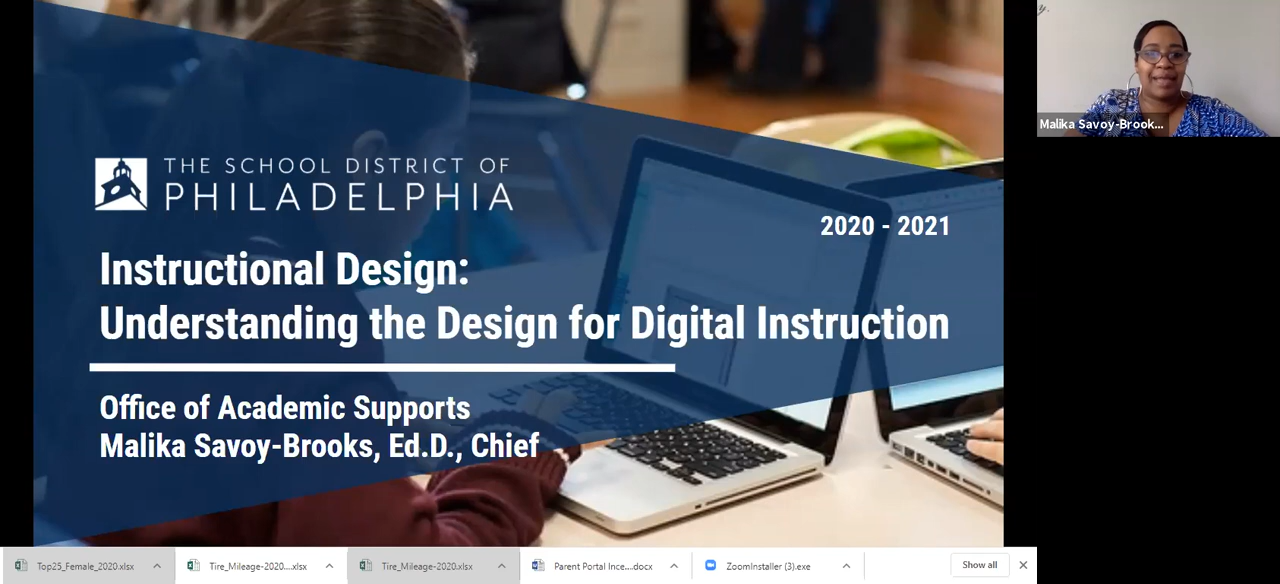 THE SCHOOL DISTRICT OF
PHILADELPHIA
2020 - 2021
Instructional Design:
Understanding the Design for Digital Instruction
Office of Academic Supports
Malika Savoy-Brooks, Ed.D., Chief
y.
Malika Savoy-Brook...
Top25_Female_2020.xlsx
Tire_Mileage-2020....xlsx
Tire_Mileage-2020.xlsx
Parent Portal Ince....docx
ZoomInstaller (3).exe
Show all